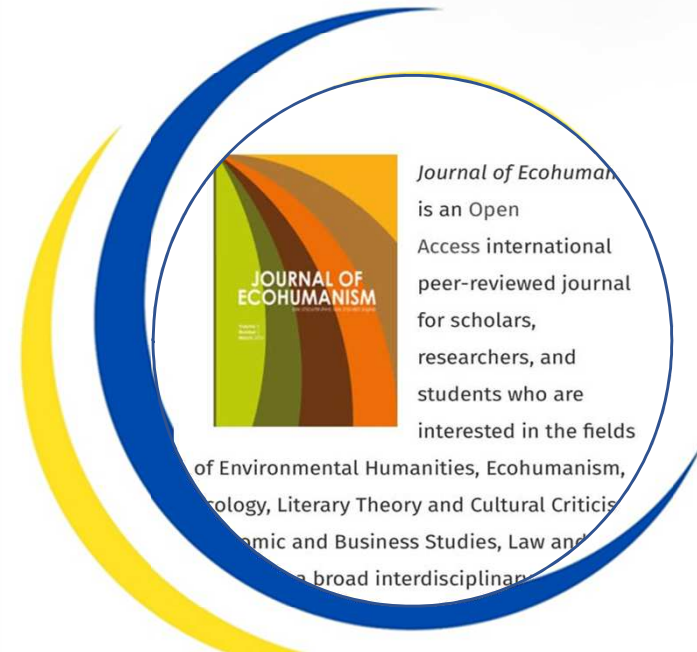 JOURNAL OF
ECOHUMANISM
Journal of Ecohuman
is an Open
Access international
peer-reviewed journal
for scholars,
researchers, and
students who are
interested in the fields
of Environmental Humanities, Ecohumanism,
cology, Literary Theory and Cultural Criticis
omic and Business Studies, Law and
a broad interdisciplinar